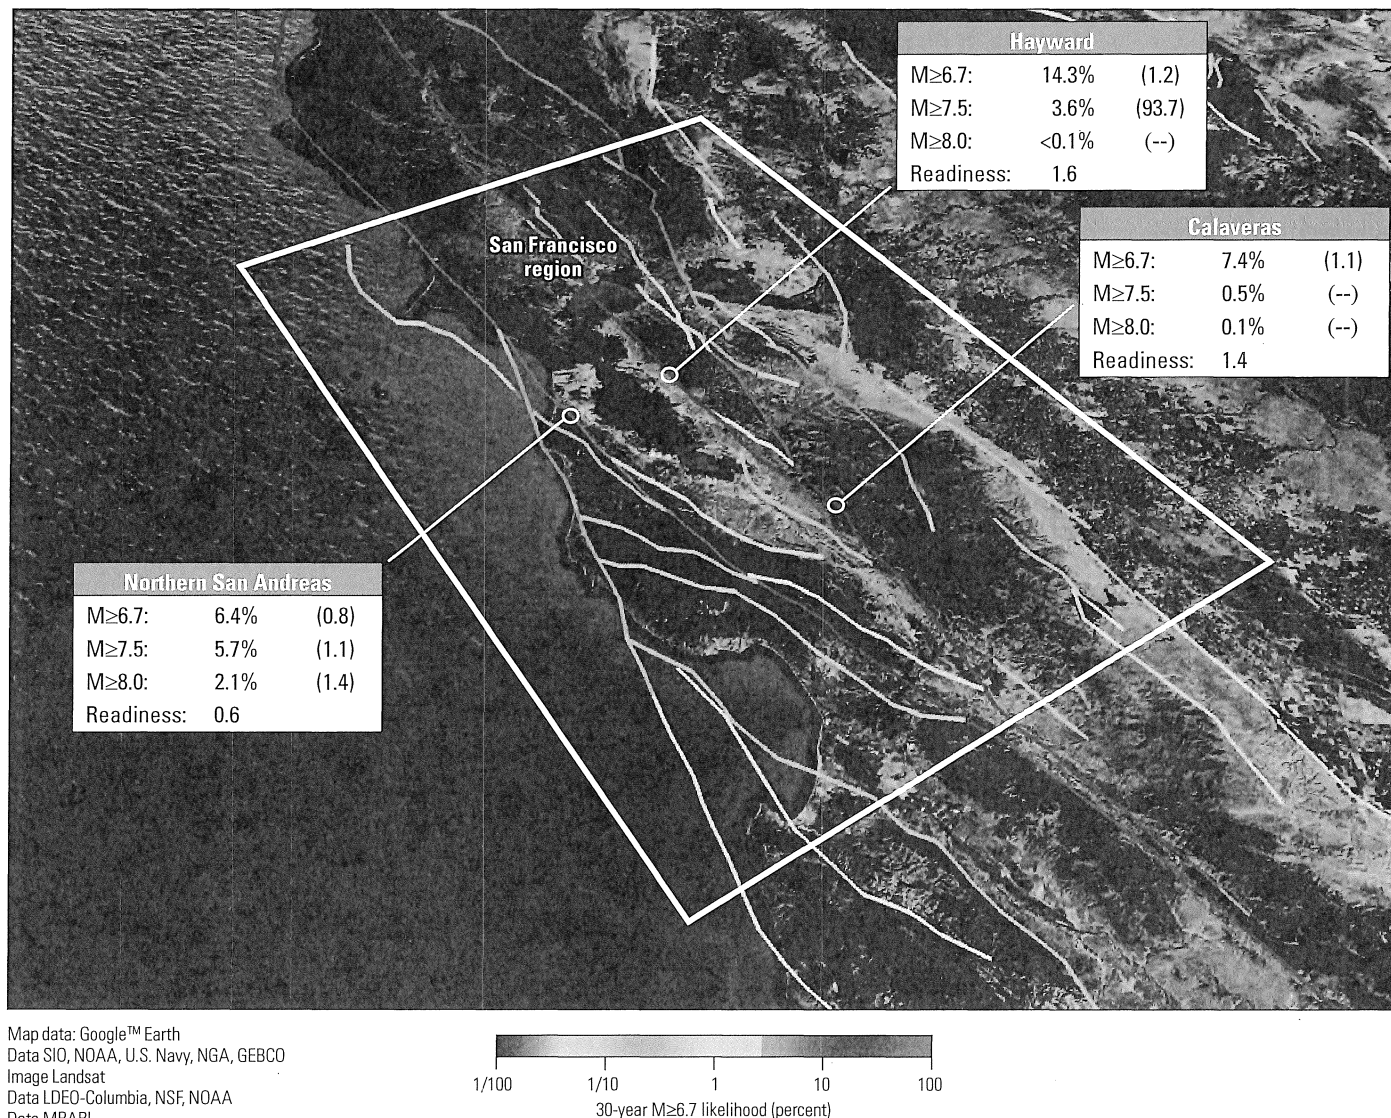 Hayward
M≥6.7: 14.3% (1.2)
M≥7.5: 3.6% (93.7)
M≥8.0: <0.1% (--)
Readiness: 1.6
Calaveras
M≥6.7: 7.4% (1.1)
M≥7.5: 0.5% (--)
M≥8.0: 0.1% (--)
Readiness: 1.4
San Francisco
region
Northern San Andreas
M≥6.7: 6.4% (0.8)
M≥7.5: 5.7% (1.1)
M≥8.0: 2.1% (1.4)
Readiness: 0.6
Map data: Google™ Earth
Data SIO, NOAA, U.S. Navy, NGA, GEBCO
Image Landsat
Data LDEO-Columbia, NSF, NOAA
Data MBARI
1/100 1/10 1 10 100
30-year M≥6.7 likelihood (percent)